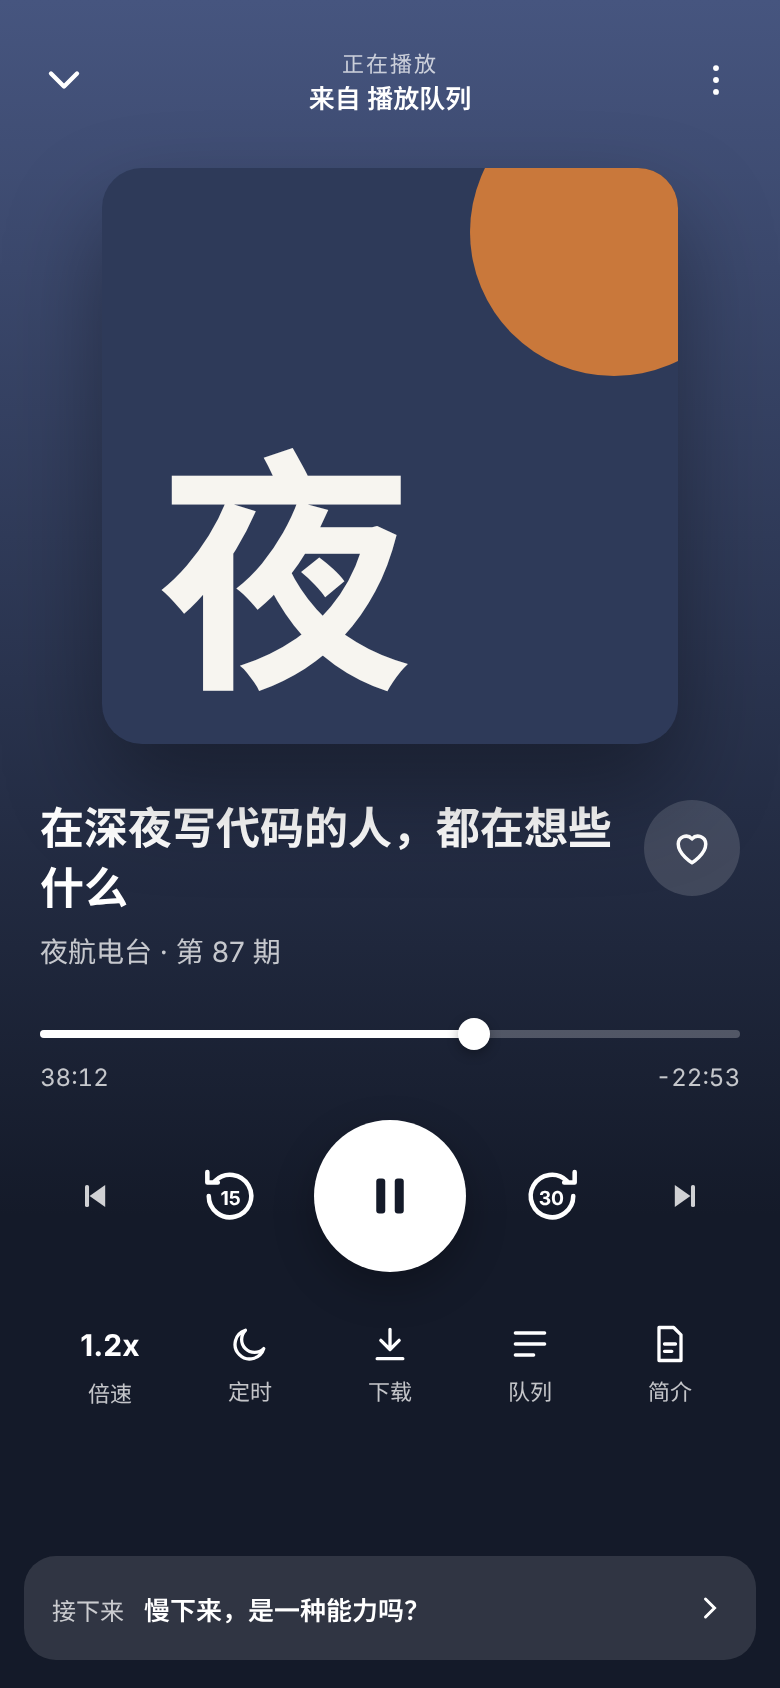 正在播放
来自 播放队列
夜
在深夜写代码的人，都在想些
什么
夜航电台 · 第 87 期
38:12
-22:53
15
30
1.2x
倍速
定时
下载
队列
简介
接下来 慢下来，是一种能力吗？